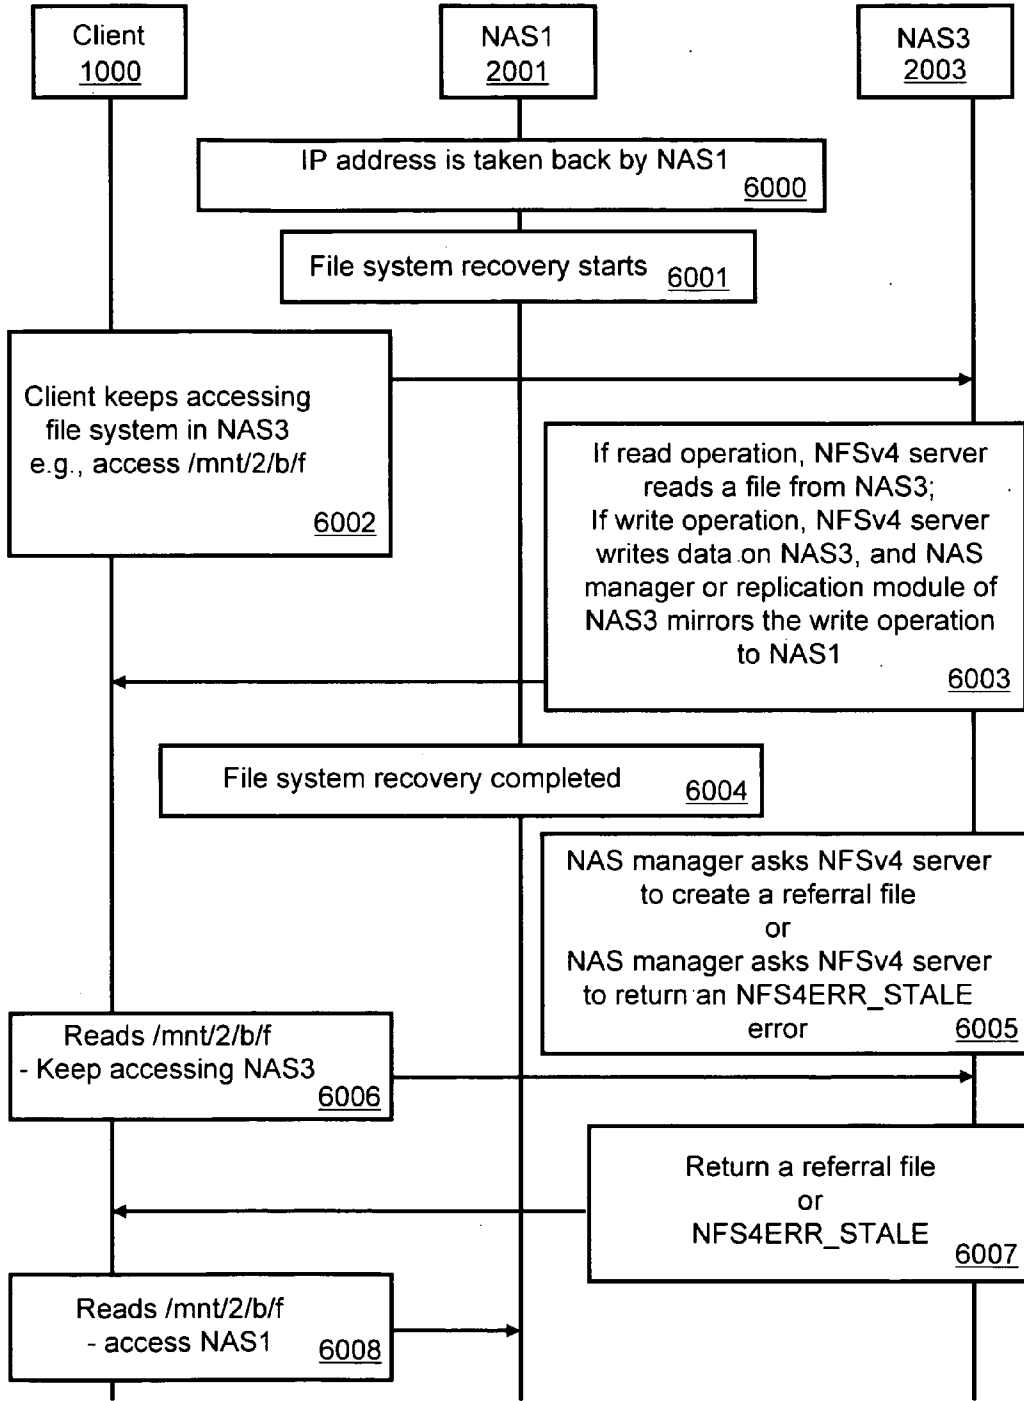 Client
1000
NAS1
2001
NAS3
2003
IP address is taken back by NAS1
6000
File system recovery starts
6001
Client keeps accessing
file system in NAS3
e.g., access /mnt/2/b/f
6002
If read operation, NFSv4 server
reads a file from NAS3;
If write operation, NFSv4 server
writes data on NAS3, and NAS
manager or replication module of
NAS3 mirrors the write operation
to NAS1
6003
File system recovery completed
6004
NAS manager asks NFSv4 server
to create a referral file
or
NAS manager asks NFSv4 server
to return an NFS4ERR_STALE
error
6005
Reads /mnt/2/b/f
- Keep accessing NAS3
6006
Return a referral file
or
NFS4ERR_STALE
6007
Reads /mnt/2/b/f
- access NAS1
6008